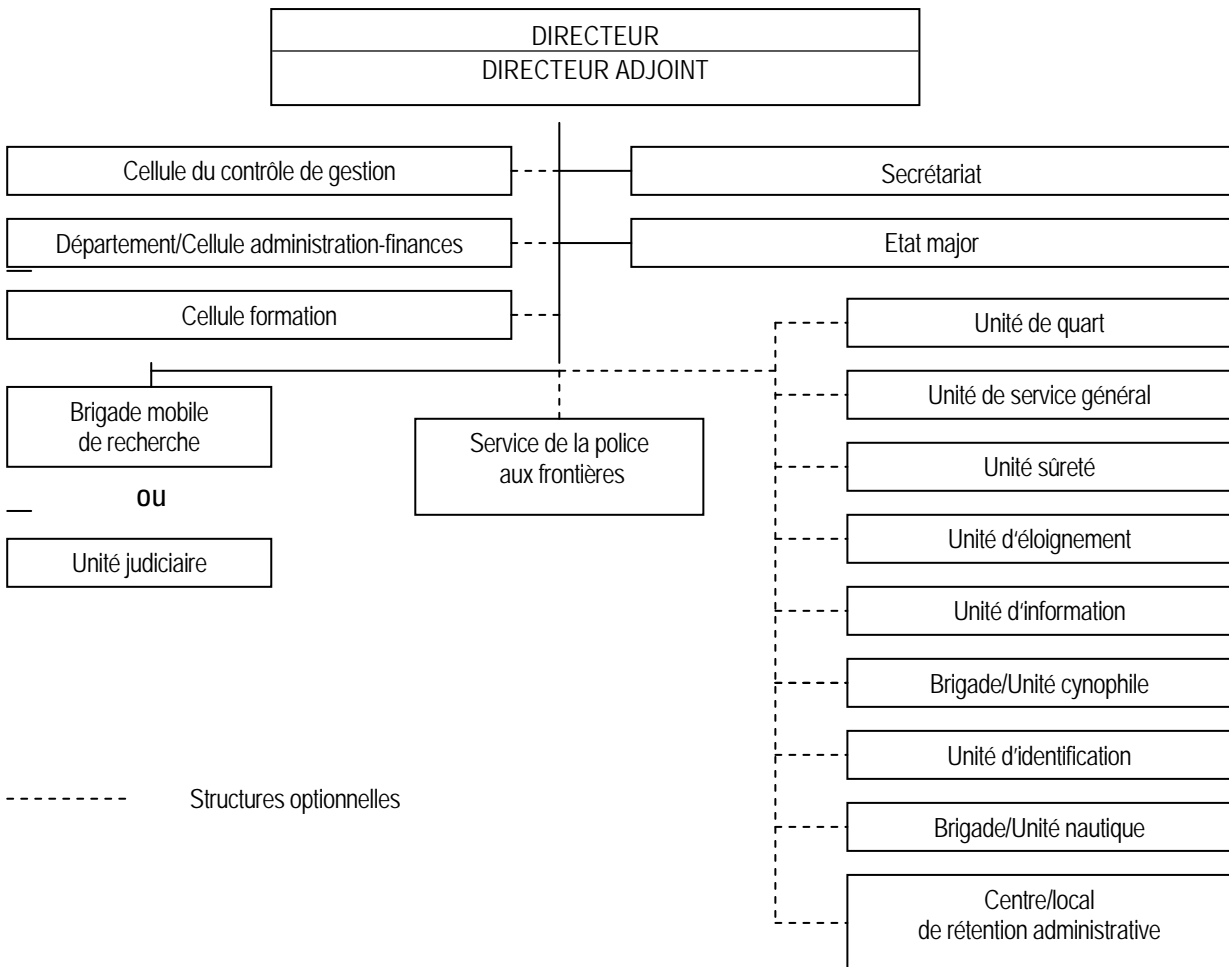 DIRECTEUR
DIRECTEUR ADJOINT
Cellule du contrôle de gestion
Secrétariat
Département/Cellule administration-finances
Etat major
Cellule formation
Unité de quart
Brigade mobile
de recherche
Unité de service général
Service de la police
aux frontières
Unité sûreté
ou
Unité judiciaire
Unité d'éloignement
Unité d'information
Brigade/Unité cynophile
Unité d'identification
Structures optionnelles
Brigade/Unité nautique
Centre/local
de rétention administrative